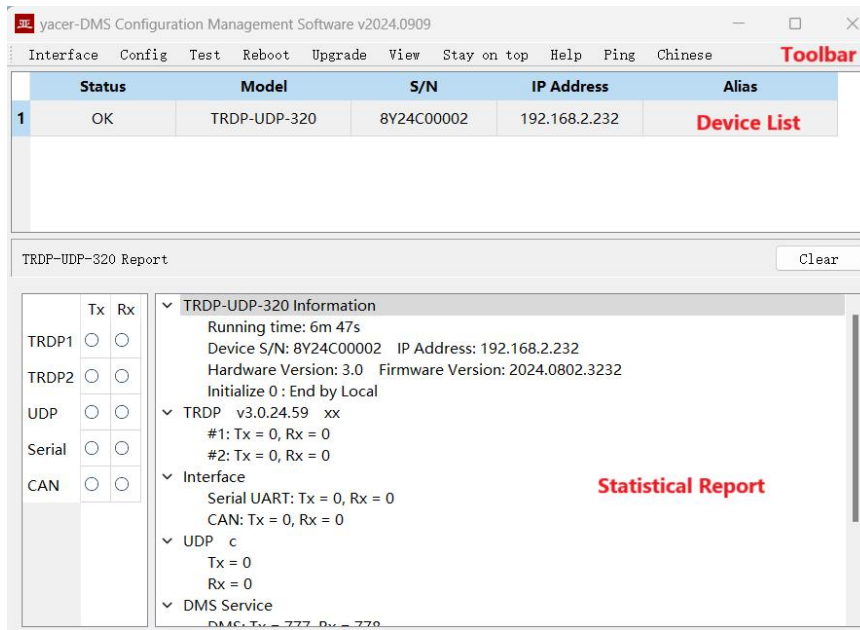 亚 yacer-DMS Configuration Management Software v2024.0909
Interface Config Test Reboot Upgrade View Stay on top Help Ping Chinese Toolbar
Status Model S/N IP Address Alias
1 OK TRDP-UDP-320 8Y24C00002 192.168.2.232 Device List
TRDP-UDP-320 Report Clear
Tx Rx
TRDP1
TRDP2
UDP
Serial
CAN
TRDP-UDP-320 Information
Running time: 6m 47s
Device S/N: 8Y24C00002 IP Address: 192.168.2.232
Hardware Version: 3.0 Firmware Version: 2024.0802.3232
Initialize 0 : End by Local
TRDP v3.0.24.59 xx
#1: Tx = 0, Rx = 0
#2: Tx = 0, Rx = 0
Interface
Serial UART: Tx = 0, Rx = 0
CAN: Tx = 0, Rx = 0
UDP c
Tx = 0
Rx = 0
DMS Service
DMS: Tx = 777, Rx = 778
Statistical Report